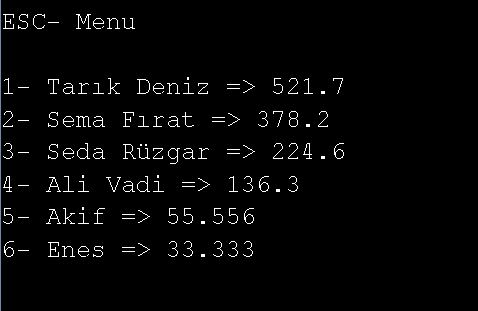 ESC- Menu
1- Tarık Deniz => 521.7
2- Sema Fırat => 378.2
3- Seda Rüzgar => 224.6
4- Ali Vadi => 136.3
5- Akif => 55.556
6- Enes => 33.333